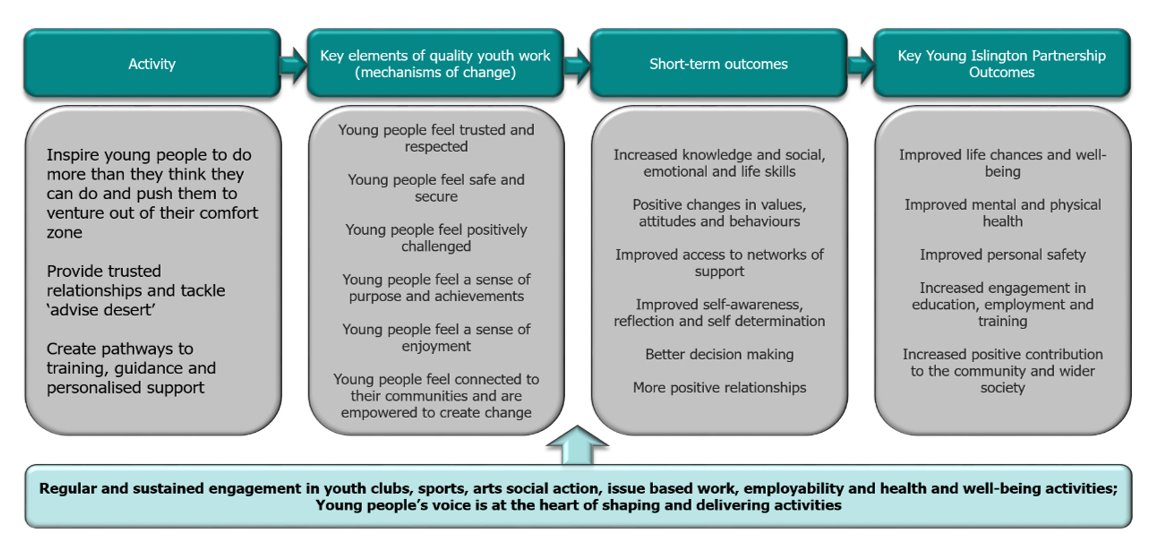 Activity
Key elements of quality youth work
(mechanisms of change)
Short-term outcomes
Key Young Islington Partnership
Outcomes
Inspire young people to do
more than they think they
can do and push them to
venture out of their comfort
zone
Provide trusted
relationships and tackle
‘advise desert’
Create pathways to
training, guidance and
personalised support
Young people feel trusted and
respected
Young people feel safe and
secure
Young people feel positively
challenged
Young people feel a sense of
purpose and achievements
Young people feel a sense of
enjoyment
Young people feel connected to
their communities and are
empowered to create change
Increased knowledge and social,
emotional and life skills
Positive changes in values,
attitudes and behaviours
Improved access to networks of
support
Improved self-awareness,
reflection and self determination
Better decision making
More positive relationships
Improved life chances and well-
being
Improved mental and physical
health
Improved personal safety
Increased engagement in
education, employment and
training
Increased positive contribution
to the community and wider
society
Regular and sustained engagement in youth clubs, sports, arts social action, issue based work, employability and health and well-being activities;
Young people’s voice is at the heart of shaping and delivering activities